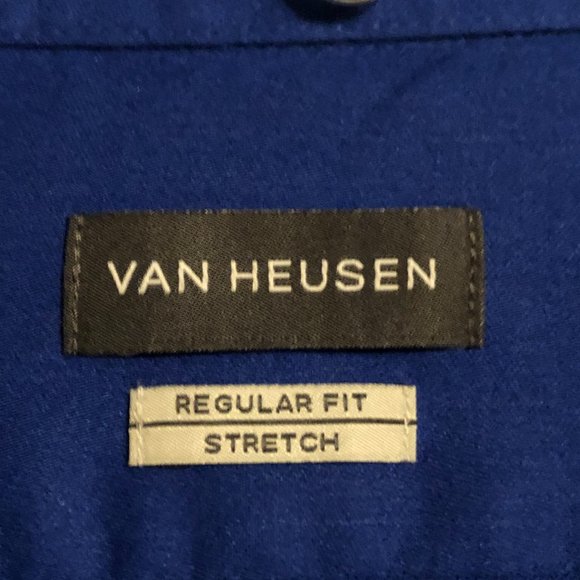 VAN HEUSEN
REGULAR FIT
STRETCH